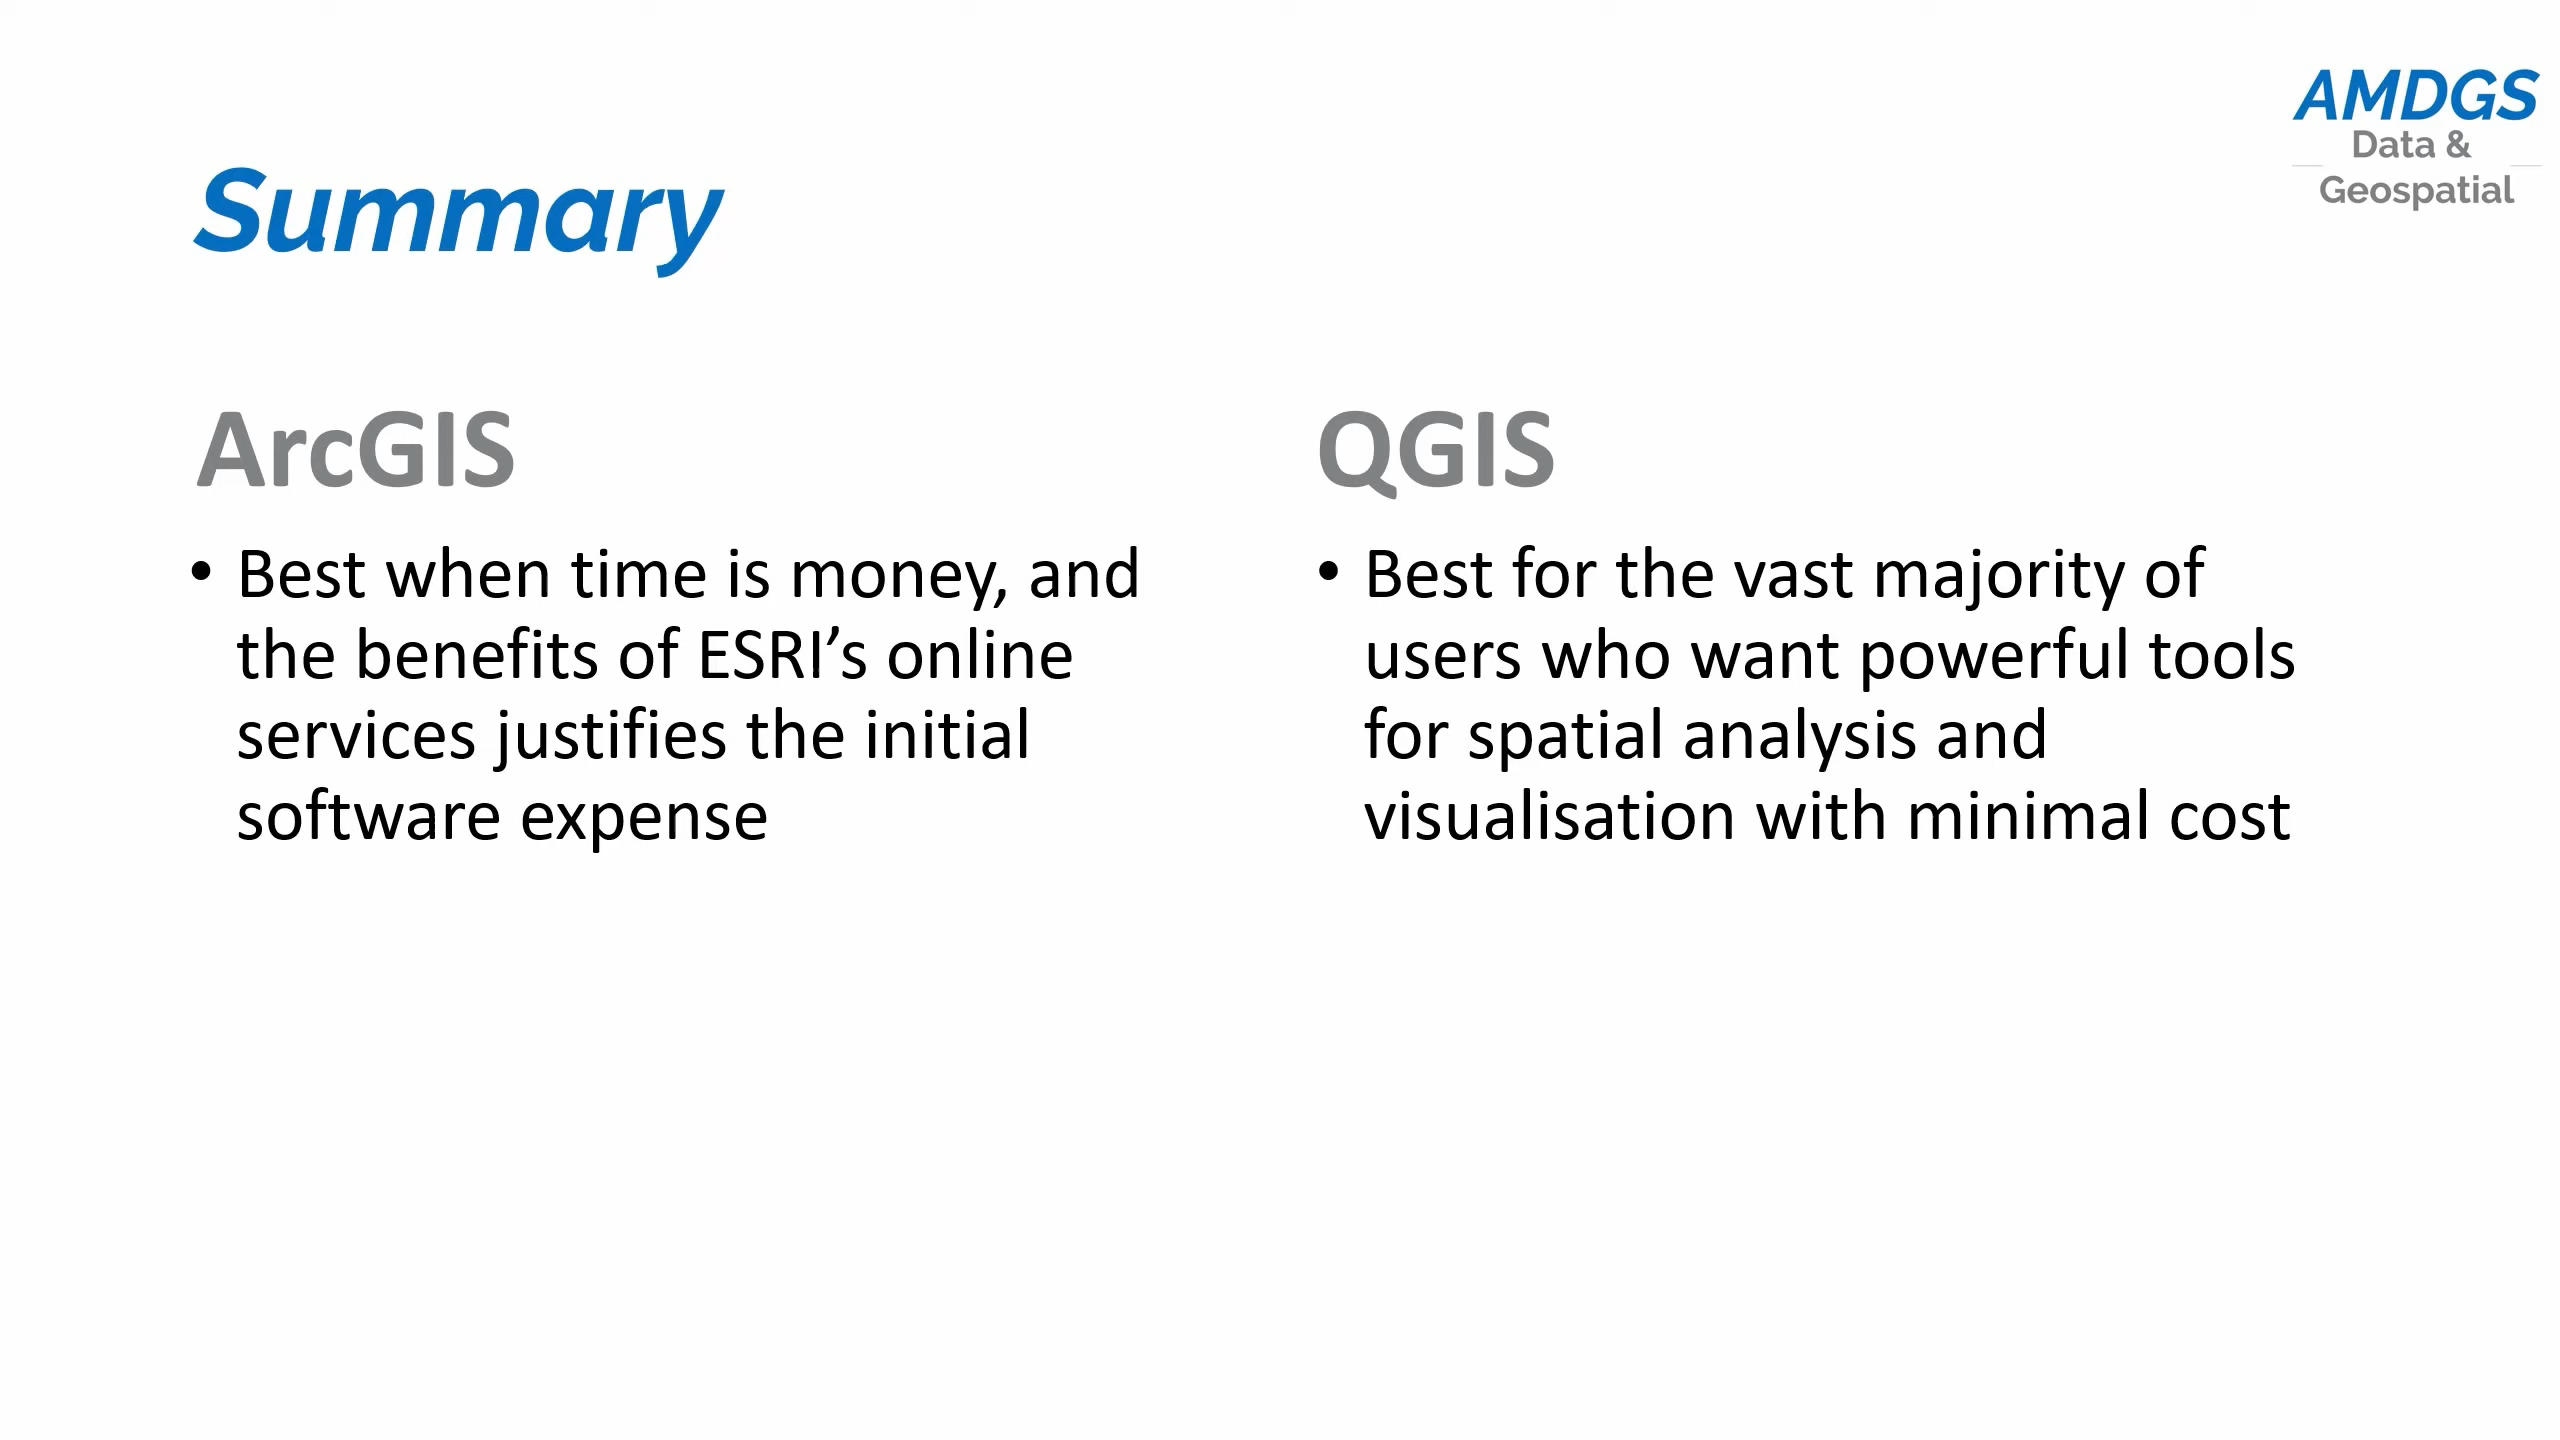 AMDGS
Data &
Geospatial
Summary
ArcGIS
• Best when time is money, and
the benefits of ESRI’s online
services justifies the initial
software expense
QGIS
• Best for the vast majority of
users who want powerful tools
for spatial analysis and
visualisation with minimal cost